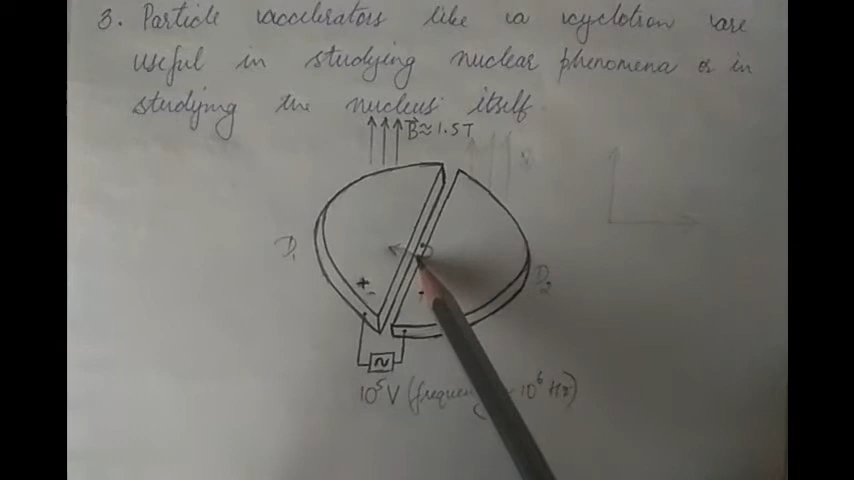 3. Particle accelerators like a cyclotron are
useful in studying nuclear phenomena or in
studying the nucleus itself
B ≈ 1.5T
D₁
D₂
+
-
~
10⁵V (frequency 10⁶ Hz)